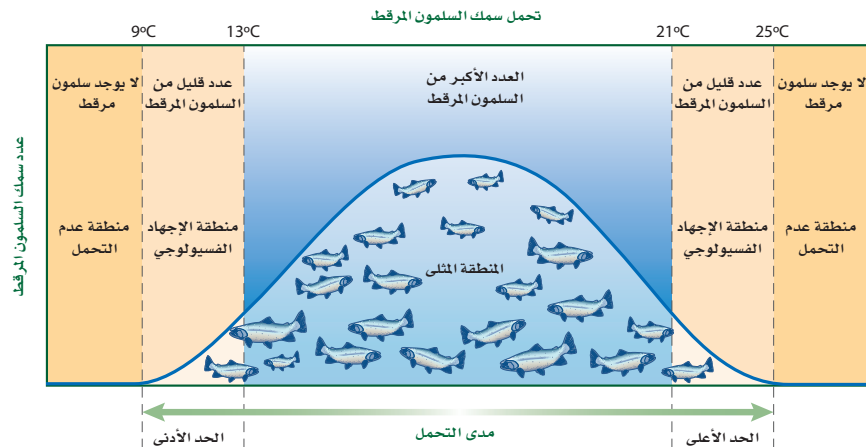 تحمل سمك السلمون المرقط
9ºC 13ºC 21ºC 25ºC
لا يوجد سلمون
مرقط
عدد قليل من
السلمون المرقط
العدد الأكبر من
السلمون المرقط
عدد قليل من
السلمون المرقط
لا يوجد سلمون
مرقط
عدد سمك السلمون المرقط
منطقة عدم
التحمل
منطقة الإجهاد
الفسيولوجي
المنطقة المثلى
منطقة الإجهاد
الفسيولوجي
منطقة عدم
التحمل
الحد الأدنى
مدى التحمل
الحد الأعلى